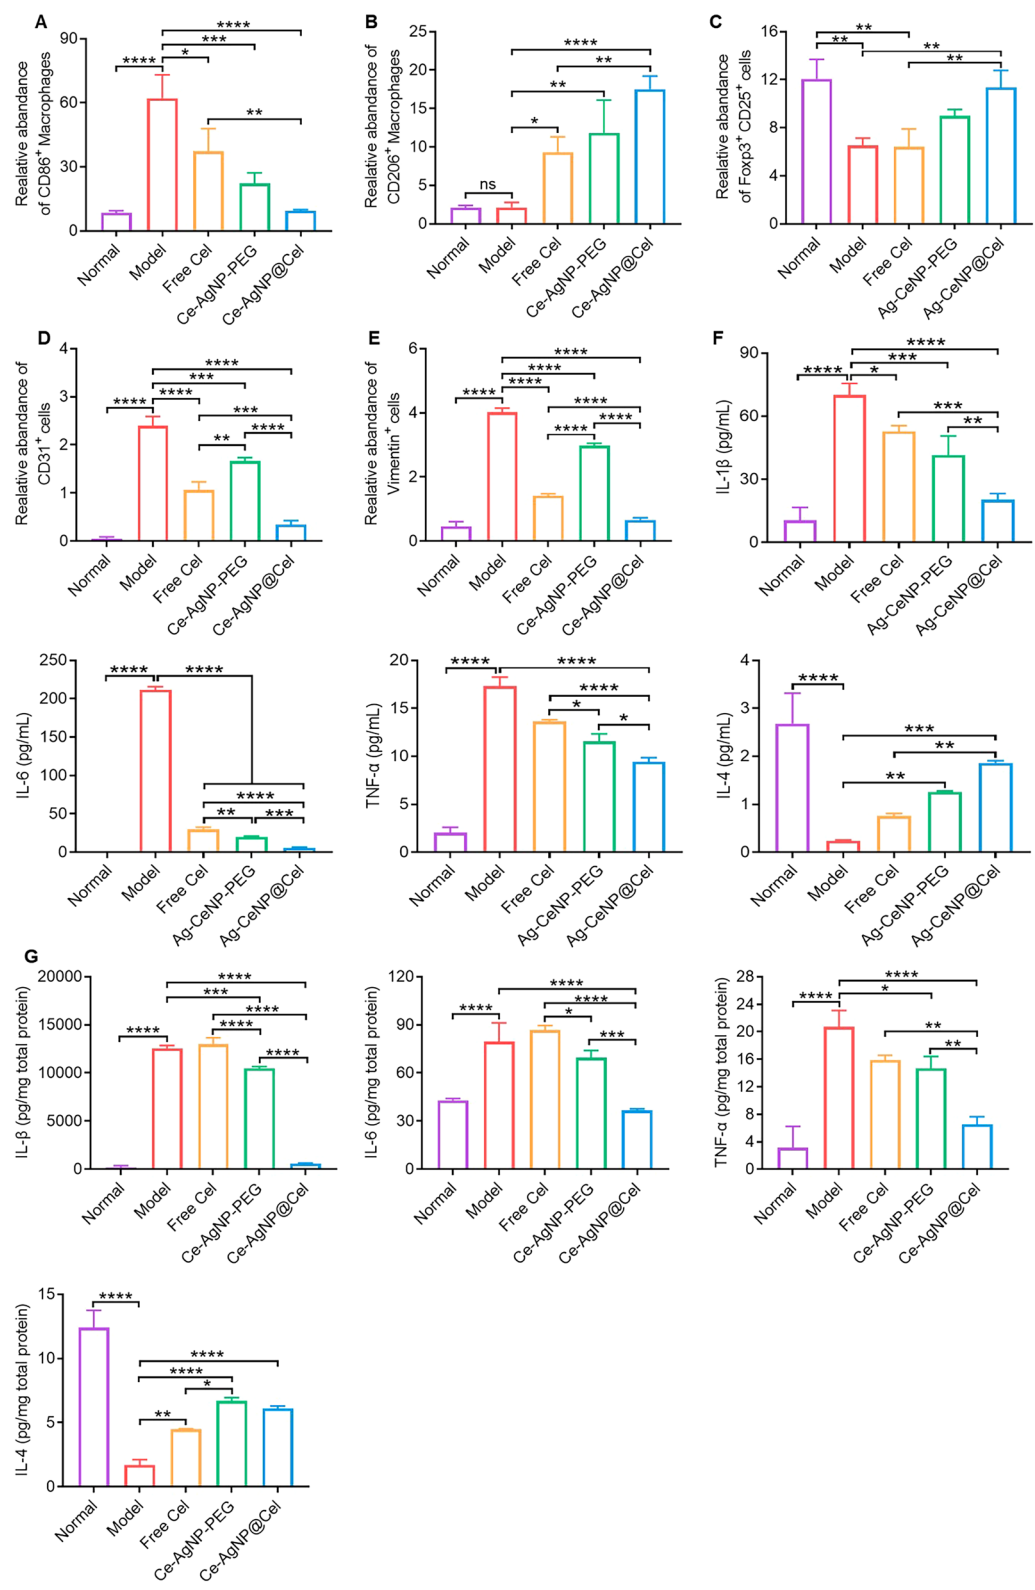 A
Realative abundance
of CD86+ Macrophages
90
60
30
0
****
***
*
****
**
Normal
Model
Free Cel
Ce-AgNP-PEG
Ce-AgNP@Cel
B
Realative abundance of
CD206+ Macrophages
25
20
15
10
5
0
****
**
**
*
ns
Normal
Model
Free Cel
Ce-AgNP-PEG
Ce-AgNP@Cel
C
Realative abundance
of Foxp3+ CD25+ cells
16
12
8
4
0
**
**
**
**
Normal
Model
Free Cel
Ag-CeNP-PEG
Ag-CeNP@Cel
D
Realative abundance of
CD31+ cells
4
3
2
1
0
****
***
****
****
***
****
**
Normal
Model
Free Cel
Ce-AgNP-PEG
Ce-AgNP@Cel
E
Realative abundance of
Vimentin+ cells
6
4
2
0
****
****
****
****
****
****
****
Normal
Model
Free Cel
Ce-AgNP-PEG
Ce-AgNP@Cel
F
IL-1β (pg/mL)
90
60
30
0
****
***
****
*
***
**
Normal
Model
Free Cel
Ag-CeNP-PEG
Ag-CeNP@Cel
IL-6 (pg/mL)
250
200
150
100
50
0
****
****
****
**
***
Normal
Model
Free Cel
Ag-CeNP-PEG
Ag-CeNP@Cel
TNF-α (pg/mL)
20
15
10
5
0
****
****
****
*
*
Normal
Model
Free Cel
Ag-CeNP-PEG
Ag-CeNP@Cel
IL-4 (pg/mL)
4
3
2
1
0
****
***
**
**
Normal
Model
Free Cel
Ag-CeNP-PEG
Ag-CeNP@Cel
G
IL-β (pg/mg total protein)
20000
15000
10000
5000
0
****
***
****
****
****
****
Normal
Model
Free Cel
Ce-AgNP-PEG
Ce-AgNP@Cel
IL-6 (pg/mg total protein)
120
90
60
30
0
****
****
****
*
***
Normal
Model
Free Cel
Ce-AgNP-PEG
Ce-AgNP@Cel
TNF-α (pg/mg total protein)
28
24
20
16
12
8
4
0
****
*
****
**
**
Normal
Model
Free Cel
Ce-AgNP-PEG
Ce-AgNP@Cel
IL-4 (pg/mg total protein)
15
10
5
0
****
****
****
*
**
Normal
Model
Free Cel
Ce-AgNP-PEG
Ce-AgNP@Cel